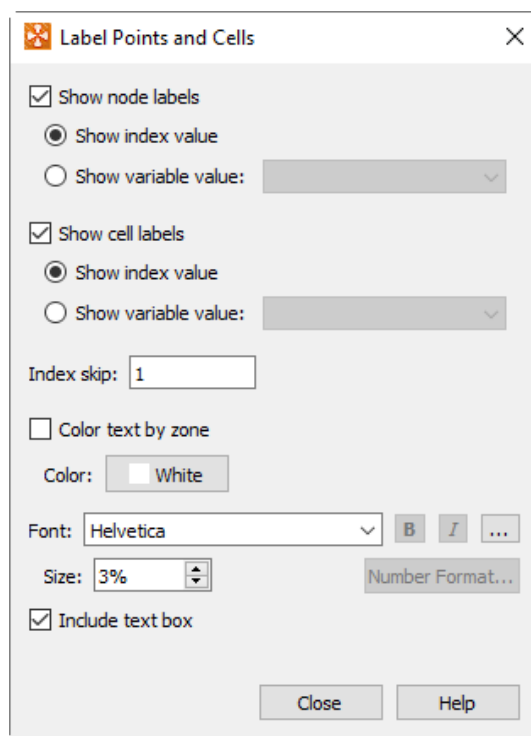 Label Points and Cells
Show node labels
Show index value
Show variable value:
Show cell labels
Show index value
Show variable value:
Index skip: 1
Color text by zone
Color: White
Font: Helvetica B I ...
Size: 3% Number Format...
Include text box
Close Help